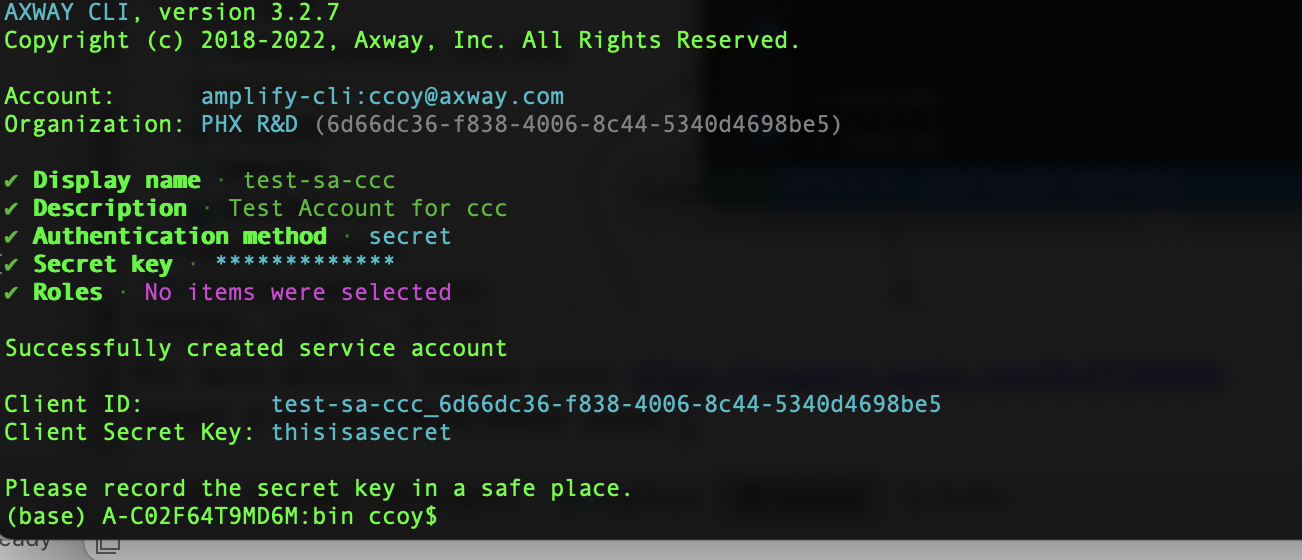 AXWAY CLI, version 3.2.7
Copyright (c) 2018-2022, Axway, Inc. All Rights Reserved.
Account: amplify-cli:ccoy@axway.com
Organization: PHX R&D (6d66dc36-f838-4006-8c44-5340d4698be5)
✔ Display name · test-sa-ccc
✔ Description · Test Account for ccc
✔ Authentication method · secret
✔ Secret key · *************
✔ Roles · No items were selected
Successfully created service account
Client ID: test-sa-ccc_6d66dc36-f838-4006-8c44-5340d4698be5
Client Secret Key: thisisasecret
Please record the secret key in a safe place.
(base) A-C02F64T9MD6M:bin ccoy$